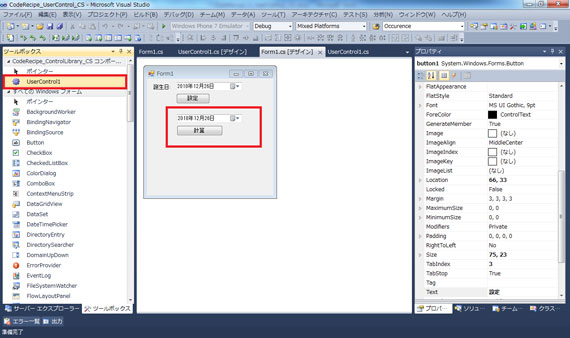 CodeRecipe_UserControl_CS - Microsoft Visual Studio
ファイル(F) 編集(E) 表示(V) プロジェクト(P) ビルド(B) デバッグ(D) チーム(M) データ(A) ツール(T) アーキテクチャ(C) テスト(S) 分析(N) ウィンドウ(W) ヘルプ(H)
Windows Phone 7 Emulator Debug Mixed Platforms Occurence
ツールボックス
CodeRecipe_ControlLibrary_CS コンポー...
ポインター
UserControl1
すべての Windows フォーム
ポインター
BackgroundWorker
BindingNavigator
BindingSource
Button
CheckBox
CheckedListBox
ColorDialog
ComboBox
ContextMenuStrip
DataGridView
DataSet
DateTimePicker
DirectoryEntry
DirectorySearcher
DomainUpDown
ErrorProvider
EventLog
FileSystemWatcher
FlowLayoutPanel
サーバー エクスプローラー ツールボックス
エラー一覧 出力
準備完了
Form1.cs UserControl1.cs [デザイン] Form1.cs [デザイン] UserControl1.cs
Form1
誕生日: 2010年12月26日
設定
2010年12月26日
計算
プロパティ
button1 System.Windows.Forms.Button
FlatAppearance
FlatStyle Standard
Font MS UI Gothic, 9pt
ForeColor ControlText
GenerateMember True
Image (なし)
ImageAlign MiddleCenter
ImageIndex (なし)
ImageKey (なし)
ImageList (なし)
Location 66, 33
Locked False
Margin 3, 3, 3, 3
MaximumSize 0, 0
MinimumSize 0, 0
Modifiers Private
Padding 0, 0, 0, 0
RightToLeft No
Size 75, 23
TabIndex 3
TabStop True
Tag
Text 設定
プロパ... ソリュ... チーム... クラス...